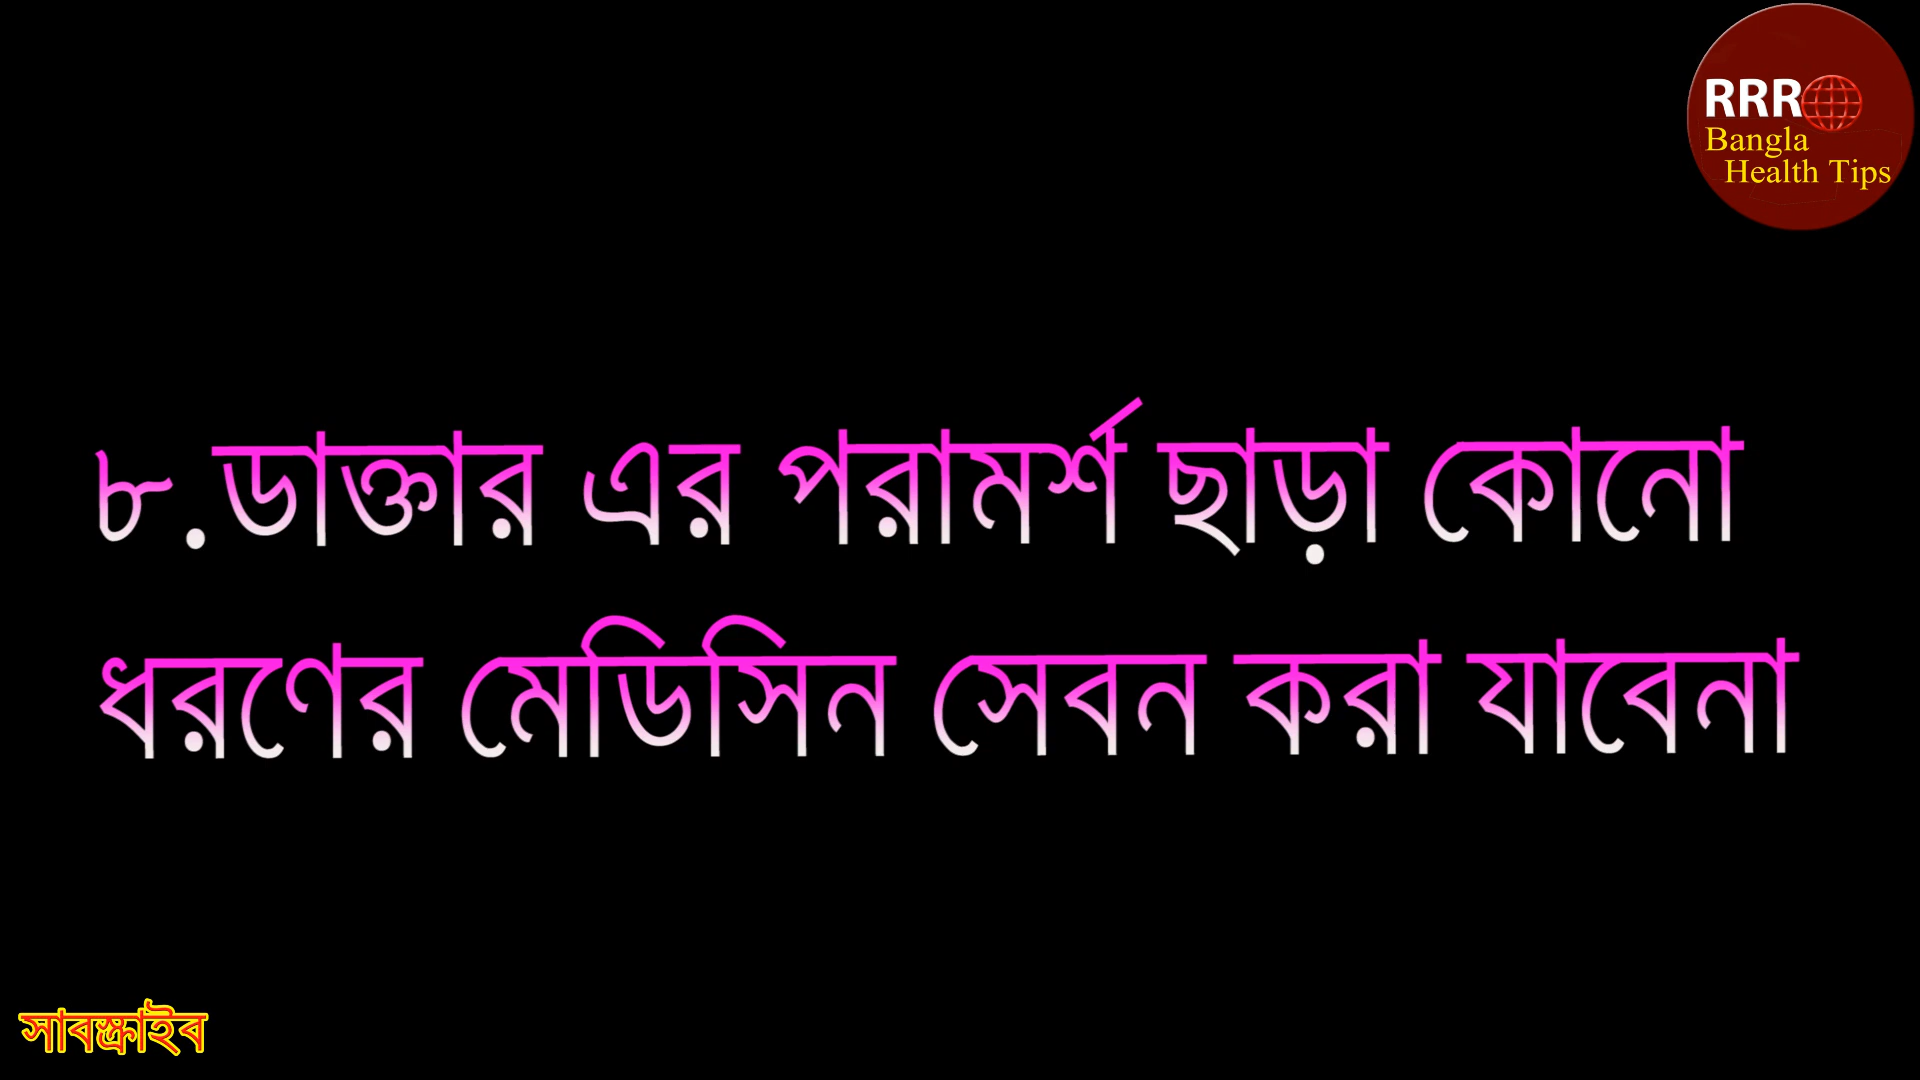 RRR
Bangla
Health Tips
৮.ডাক্তার এর পরামর্শ ছাড়া কোনো
ধরণের মেডিসিন সেবন করা যাবেনা
সাবস্ক্রাইব